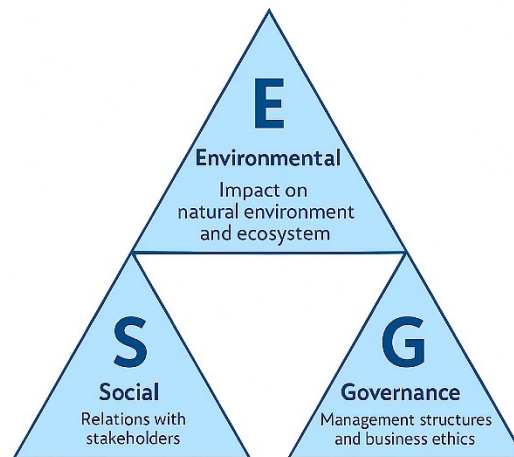 E
Environmental
Impact on
natural environment
and ecosystem
S
Social
Relations with
stakeholders
G
Governance
Management structures
and business ethics